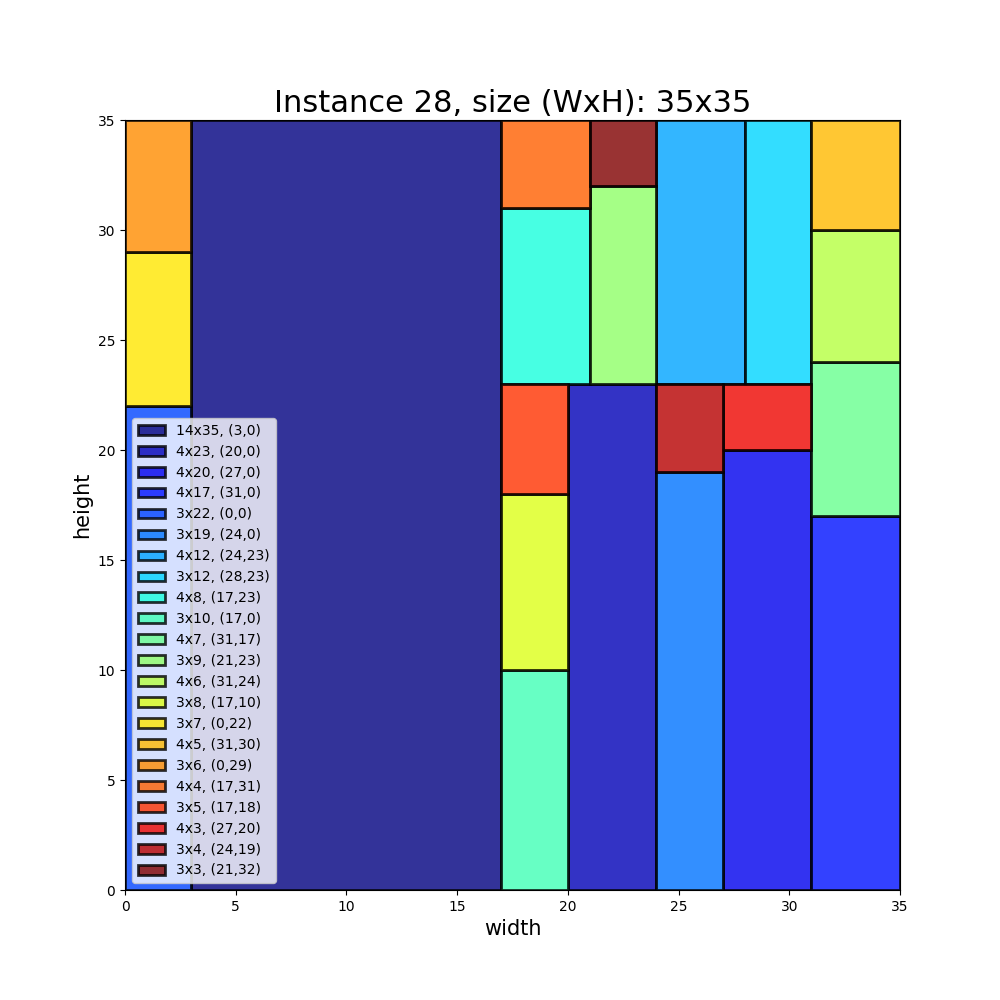 Instance 28, size (WxH): 35x35
35
30
25
20
15
10
5
0
height
14x35, (3,0)
4x23, (20,0)
4x20, (27,0)
4x17, (31,0)
3x22, (0,0)
3x19, (24,0)
4x12, (24,23)
3x12, (28,23)
4x8, (17,23)
3x10, (17,0)
4x7, (31,17)
3x9, (21,23)
4x6, (31,24)
3x8, (17,10)
3x7, (0,22)
4x5, (31,30)
3x6, (0,29)
4x4, (17,31)
3x5, (17,18)
4x3, (27,20)
3x4, (24,19)
3x3, (21,32)
0 5 10 15 20 25 30 35
width